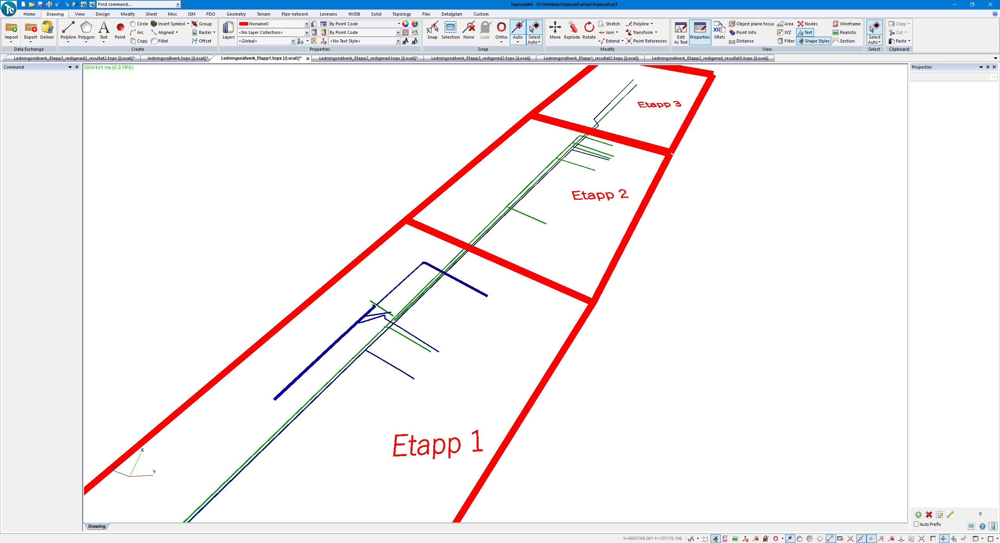 Tc
Find command...
Topocad64 - U:\Testdata\Topocad\anny\Topocad.pcf
Home Drawing View Design Modify Sheet Misc ISM FDO Geometry Terrain Pipe network Leverans NVDB Solid Topology Flex Detaljplan Custom
Import Export Deliver
Data Exchange
Polyline Polygon Text Point
Circle Insert Symbol Group
Arc Aligned Raster
Copy Fillet Offset
Create
Layers
Noname0 By Point Code
<No Layer Collection> By Point Code
<Global> <No Text Style>
Properties
Snap Selection None Lock Ortho Auto Select Auto
Snap
Move Explode Rotate
Stretch Polyline
Join Transform
Extend Point References
Modify
Edit As Text Properties XRefs
Object plane focus Area Nodes Wireframe
Point Info XYZ Text Realistic
Distance Filter Shape Styles Section
View
Select Auto
Select
Copy
Cut
Paste
Clipboard
Ledningsnätverk_Etapp3_redigerad2_resultat2.topx [(Local)]* ledningsnätverk.topx [(Local)]* Ledningsnätverk_Etapp1.topx [(Local)]* Ledningsnätverk_Etapp2_redigerad.topx [(Local)]* Ledningsnätverk_Etapp3_redigerad2.topx [(Local)] Ledningsnätverk_Etapp1_resultat2.topx [(Local)] Ledningsnätverk_Etapp2_redigerad_resultat5.topx [(Local)]
Command
0004141 ms (0.2 FPS)
Properties
Etapp 3
Etapp 2
Etapp 1
X
H
Y
0
Auto Prefix
Drawing
X=6605769.061 Y=155176.196